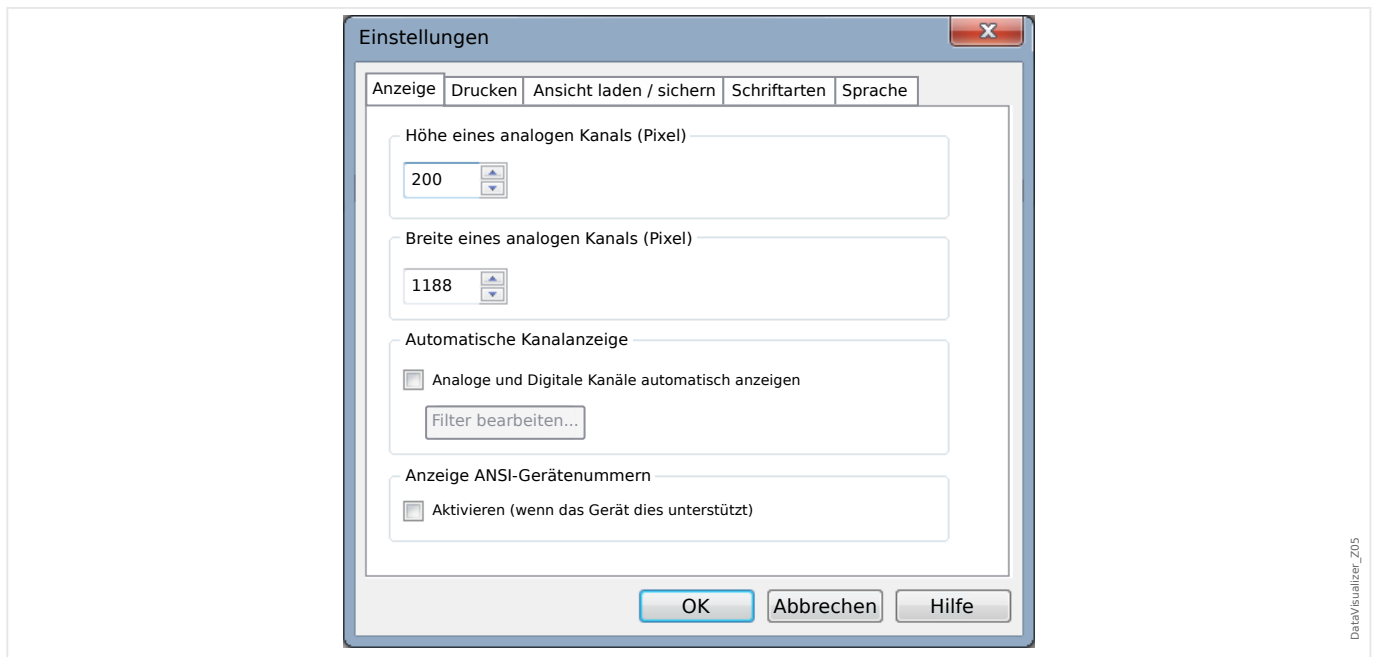 Einstellungen
Anzeige Drucken Ansicht laden / sichern Schriftarten Sprache
Höhe eines analogen Kanals (Pixel)
200
Breite eines analogen Kanals (Pixel)
1188
Automatische Kanalanzeige
Analoge und Digitale Kanäle automatisch anzeigen
Filter bearbeiten...
Anzeige ANSI-Gerätenummern
Aktivieren (wenn das Gerät dies unterstützt)
OK Abbrechen Hilfe
DataVisualizer_Z05